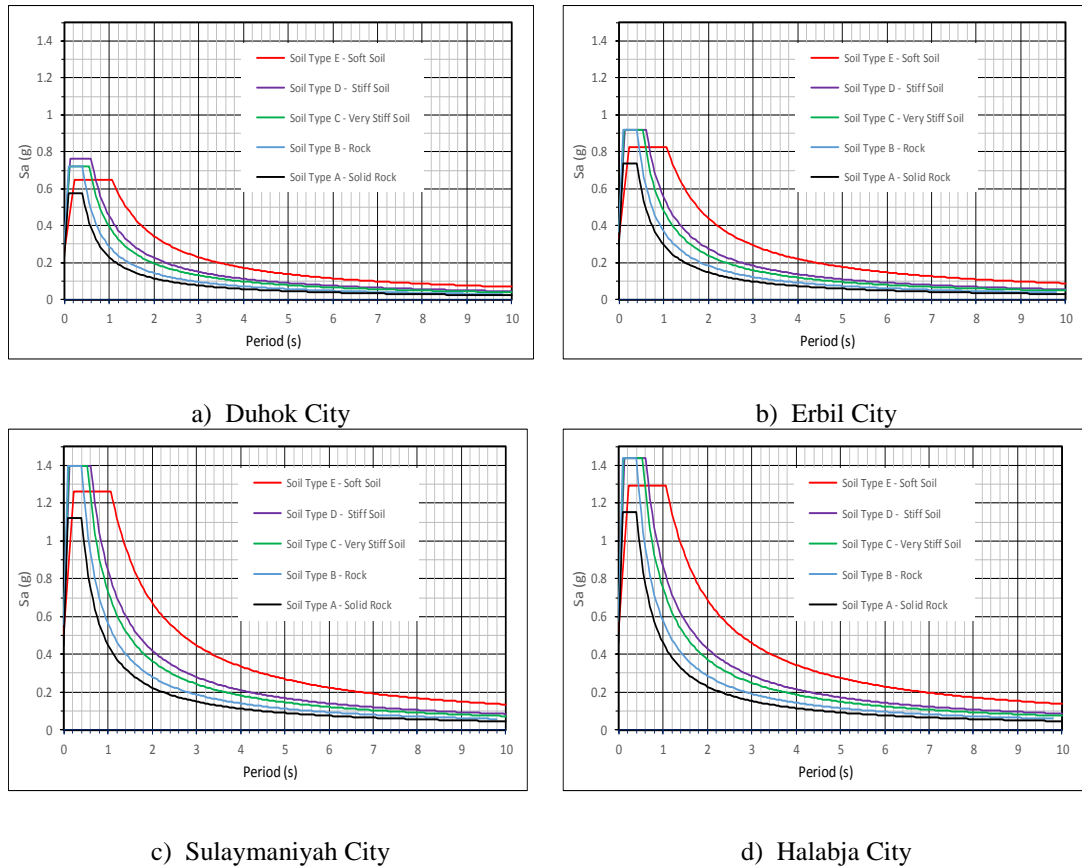 1.4
1.2
1
0.8
0.6
0.4
0.2
0
Sa (g)
Soil Type E - Soft Soil
Soil Type D - Stiff Soil
Soil Type C - Very Stiff Soil
Soil Type B - Rock
Soil Type A - Solid Rock
0 1 2 3 4 5 6 7 8 9 10
Period (s)
a) Duhok City
1.4
1.2
1
0.8
0.6
0.4
0.2
0
Sa (g)
Soil Type E - Soft Soil
Soil Type D - Stiff Soil
Soil Type C - Very Stiff Soil
Soil Type B - Rock
Soil Type A - Solid Rock
0 1 2 3 4 5 6 7 8 9 10
Period (s)
b) Erbil City
1.4
1.2
1
0.8
0.6
0.4
0.2
0
Sa (g)
Soil Type E - Soft Soil
Soil Type D - Stiff Soil
Soil Type C - Very Stiff Soil
Soil Type B - Rock
Soil Type A - Solid Rock
0 1 2 3 4 5 6 7 8 9 10
Period (s)
c) Sulaymaniyah City
1.4
1.2
1
0.8
0.6
0.4
0.2
0
Sa (g)
Soil Type E - Soft Soil
Soil Type D - Stiff Soil
Soil Type C - Very Stiff Soil
Soil Type B - Rock
Soil Type A - Solid Rock
0 1 2 3 4 5 6 7 8 9 10
Period (s)
d) Halabja City